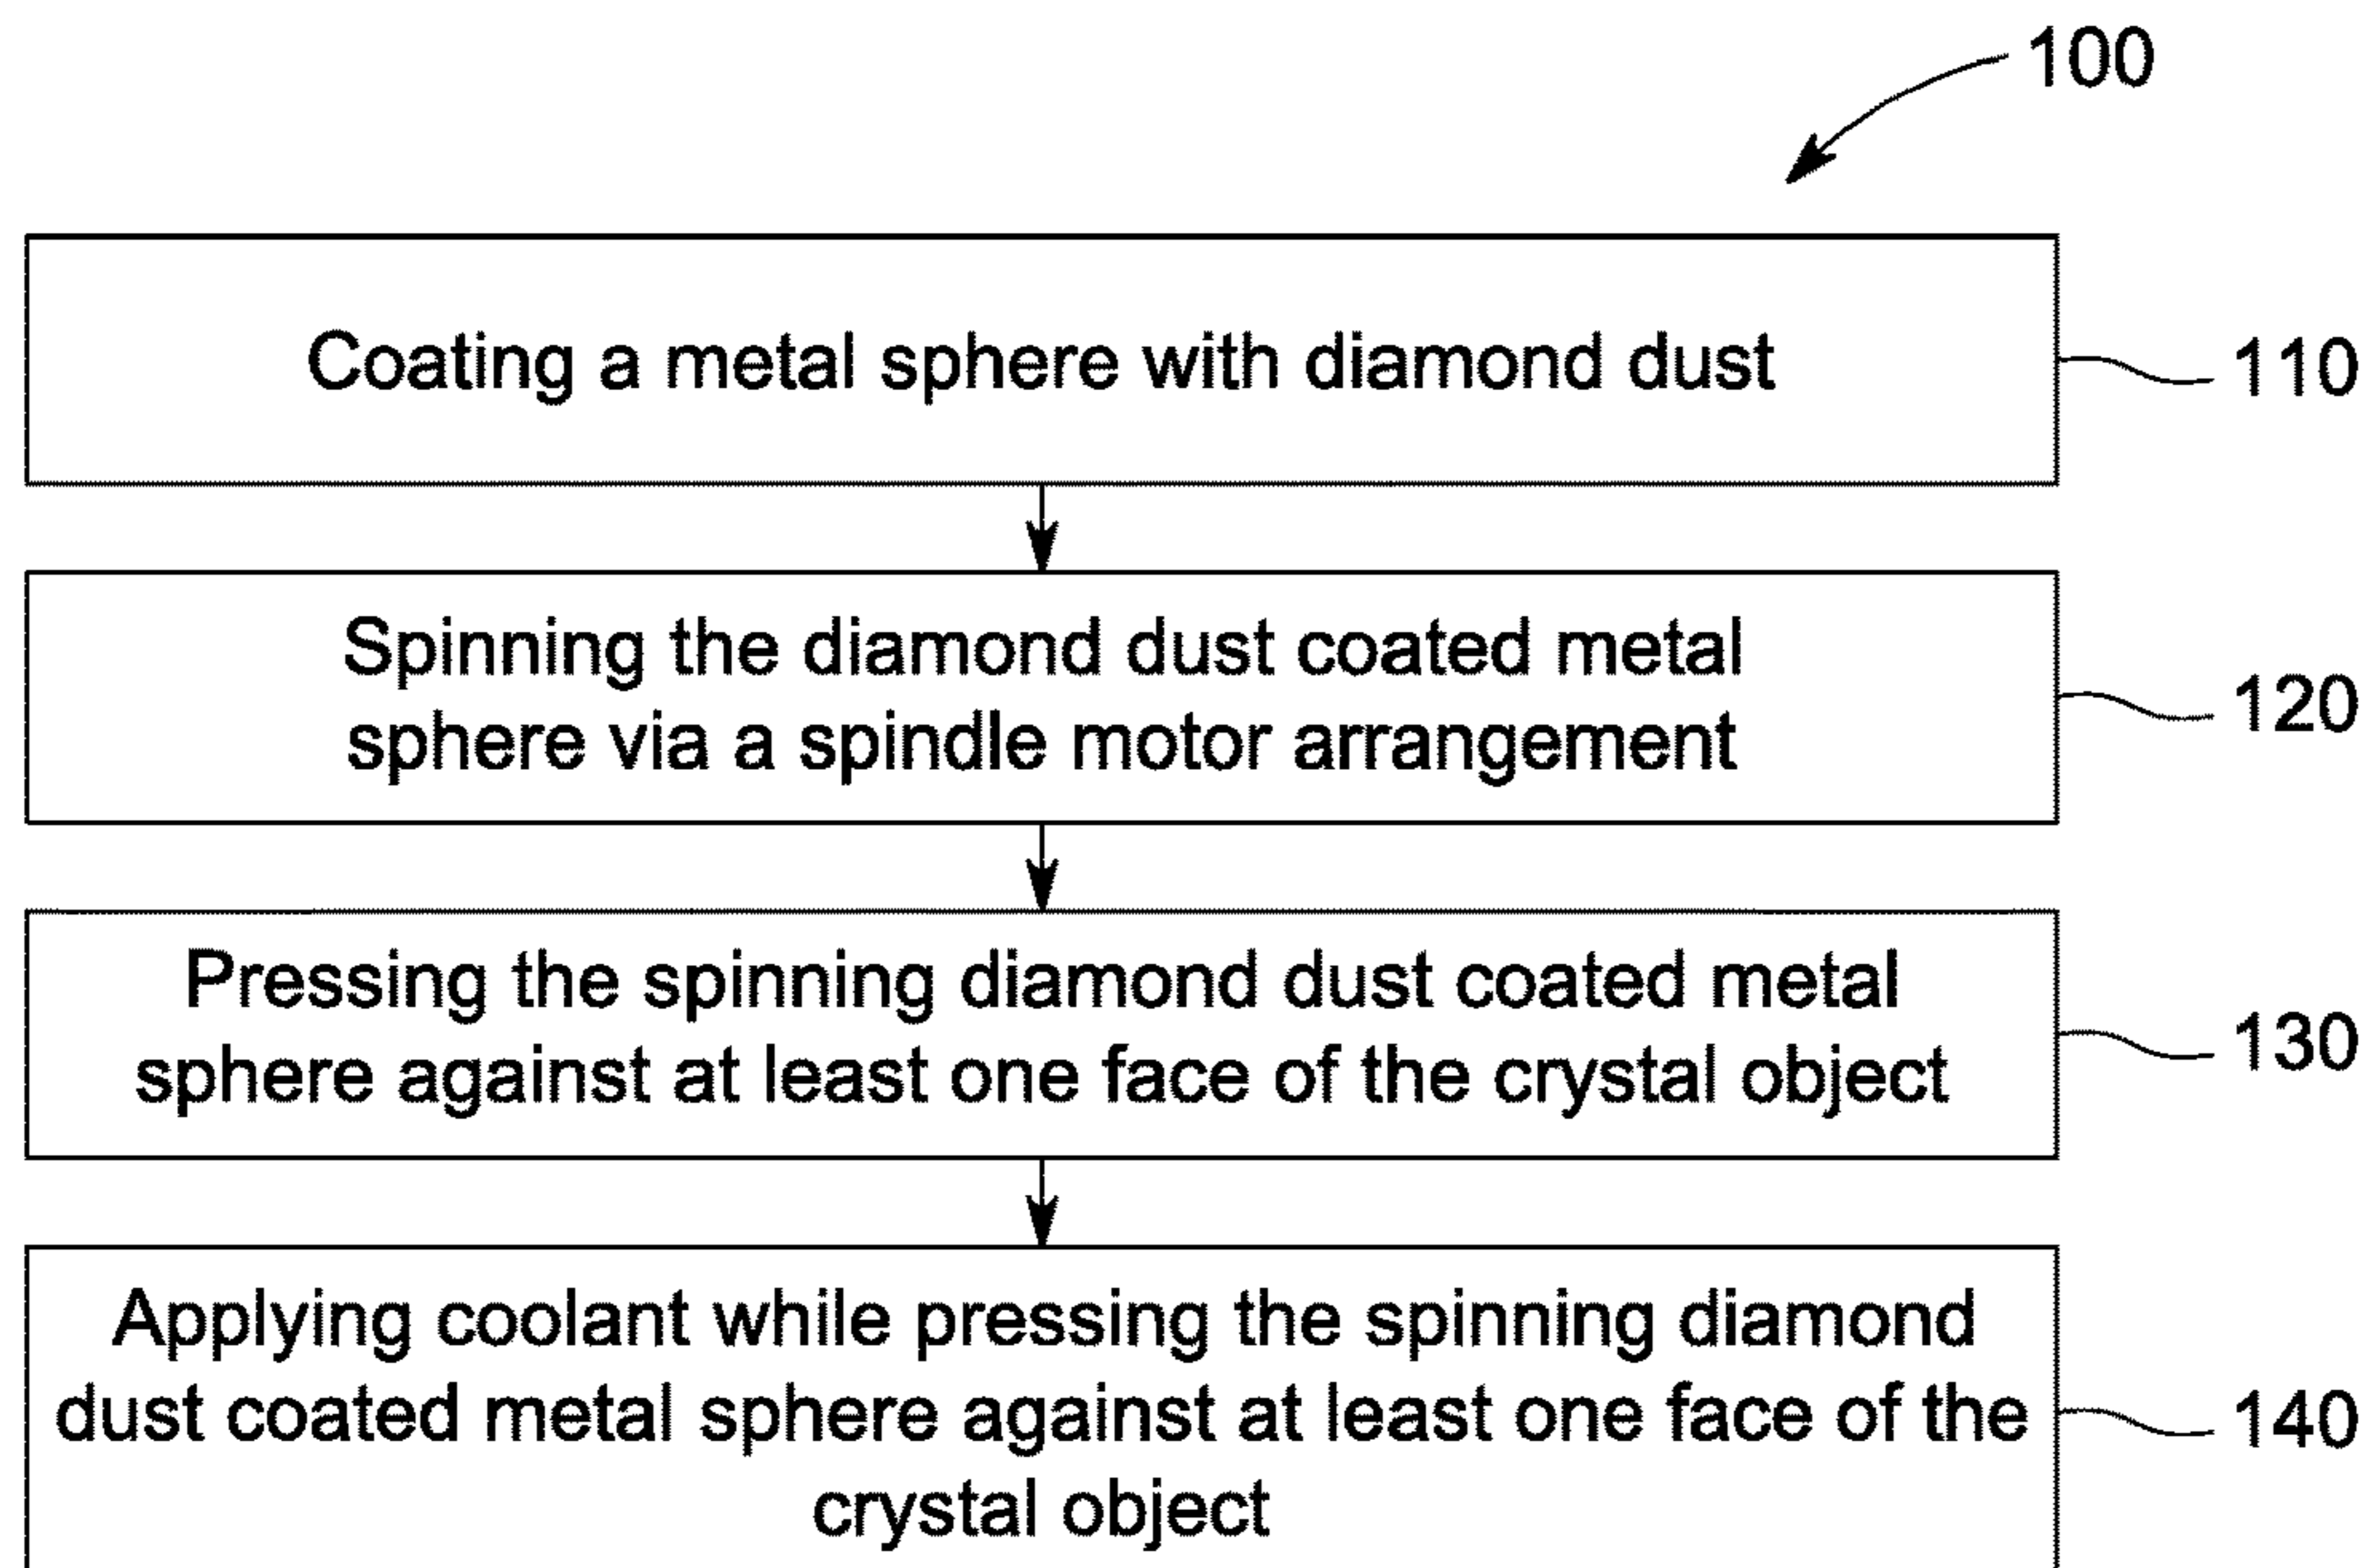 100
Coating a metal sphere with diamond dust
110
Spinning the diamond dust coated metal
sphere via a spindle motor arrangement
120
Pressing the spinning diamond dust coated metal
sphere against at least one face of the crystal object
130
Applying coolant while pressing the spinning diamond
dust coated metal sphere against at least one face of the
crystal object
140